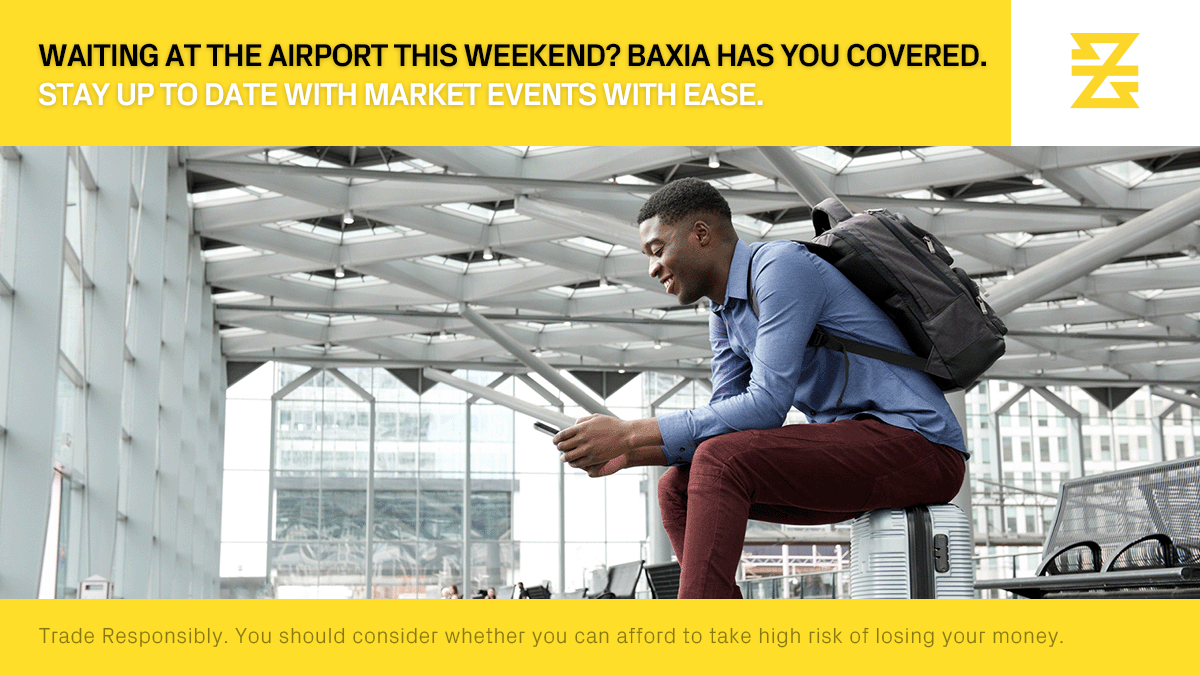 WAITING AT THE AIRPORT THIS WEEKEND? BAXIA HAS YOU COVERED.
STAY UP TO DATE WITH MARKET EVENTS WITH EASE.
Trade Responsibly. You should consider whether you can afford to take high risk of losing your money.